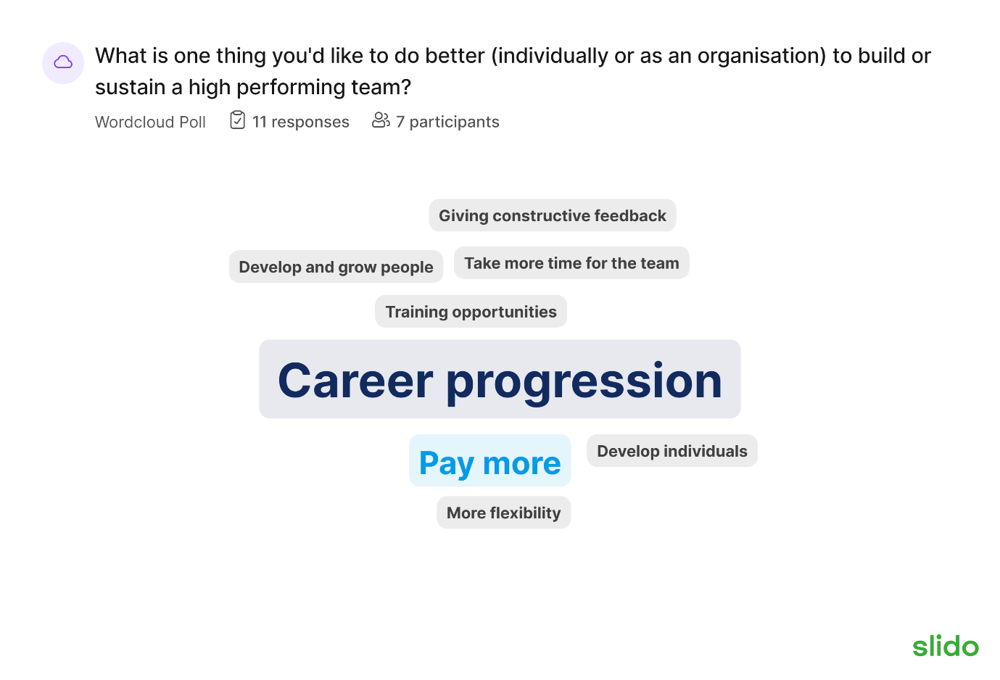 What is one thing you'd like to do better (individually or as an organisation) to build or
sustain a high performing team?
Wordcloud Poll 11 responses 7 participants
Giving constructive feedback
Develop and grow people Take more time for the team
Training opportunities
Career progression
Pay more Develop individuals
More flexibility
slido